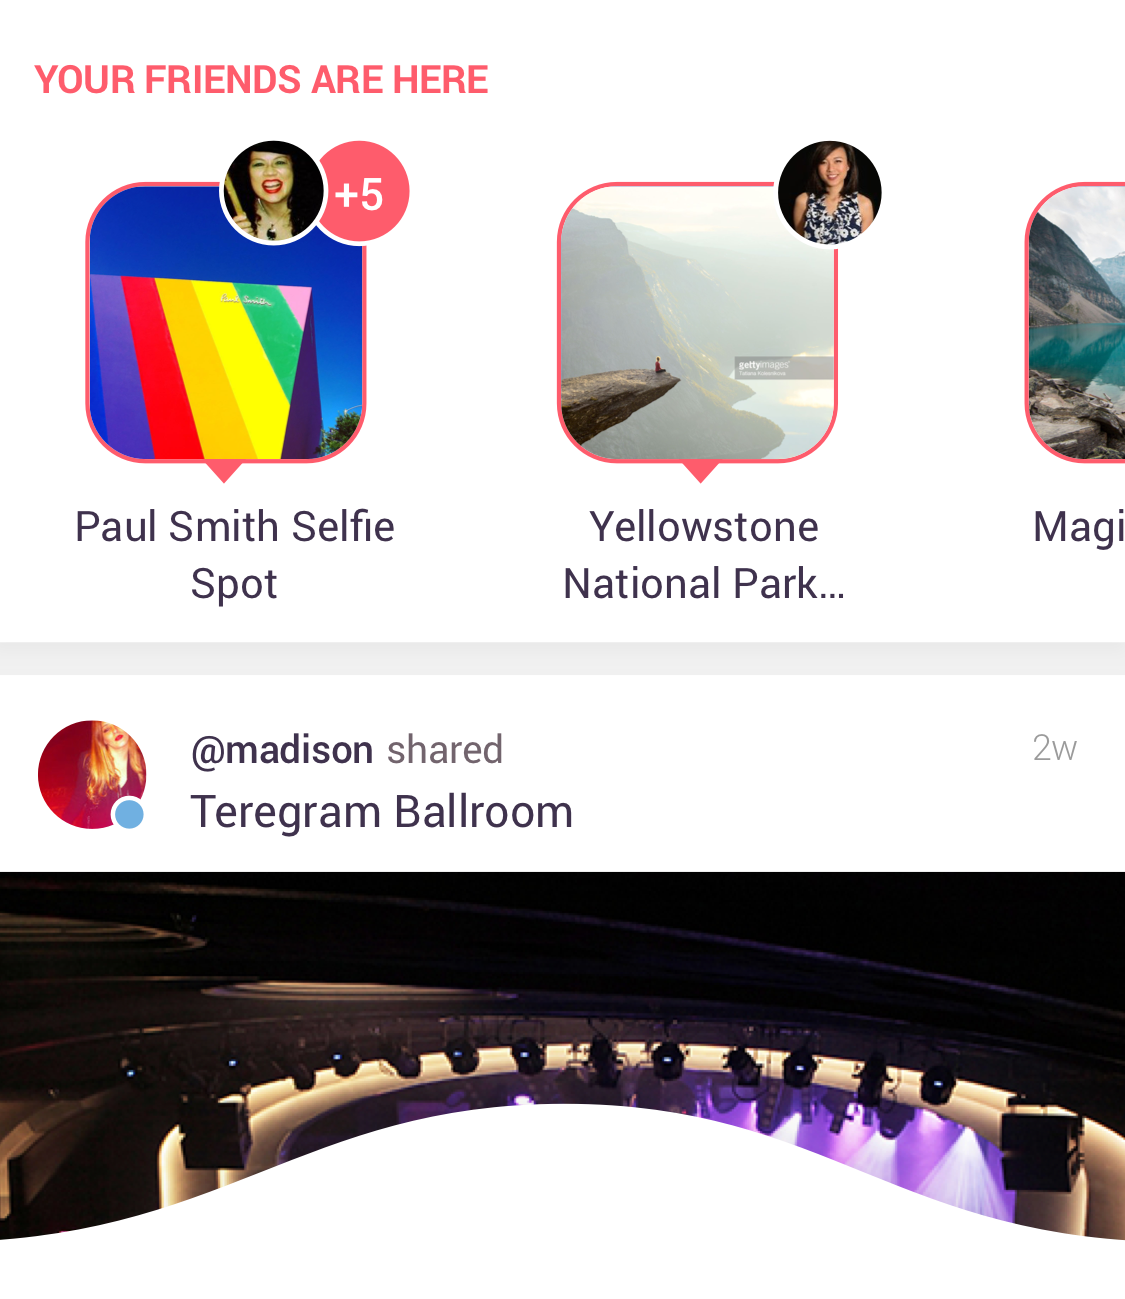 YOUR FRIENDS ARE HERE
+5
Paul Smith
gettyimages
Paul Smith Selfie
Spot
Yellowstone
National Park...
Magi
@madison shared
2w
Teregram Ballroom